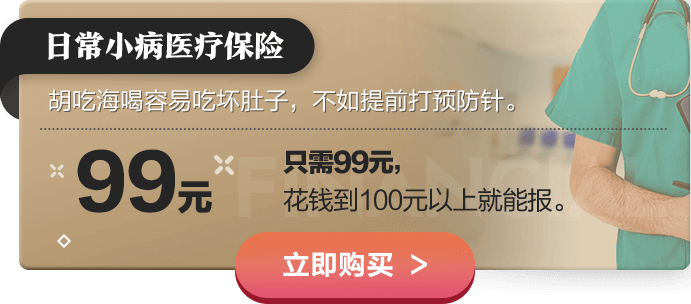 日常小病医疗保险
胡吃海喝容易吃坏肚子，不如提前打预防针。
99元
只需99元，
花钱到100元以上就能报。
立即购买 >